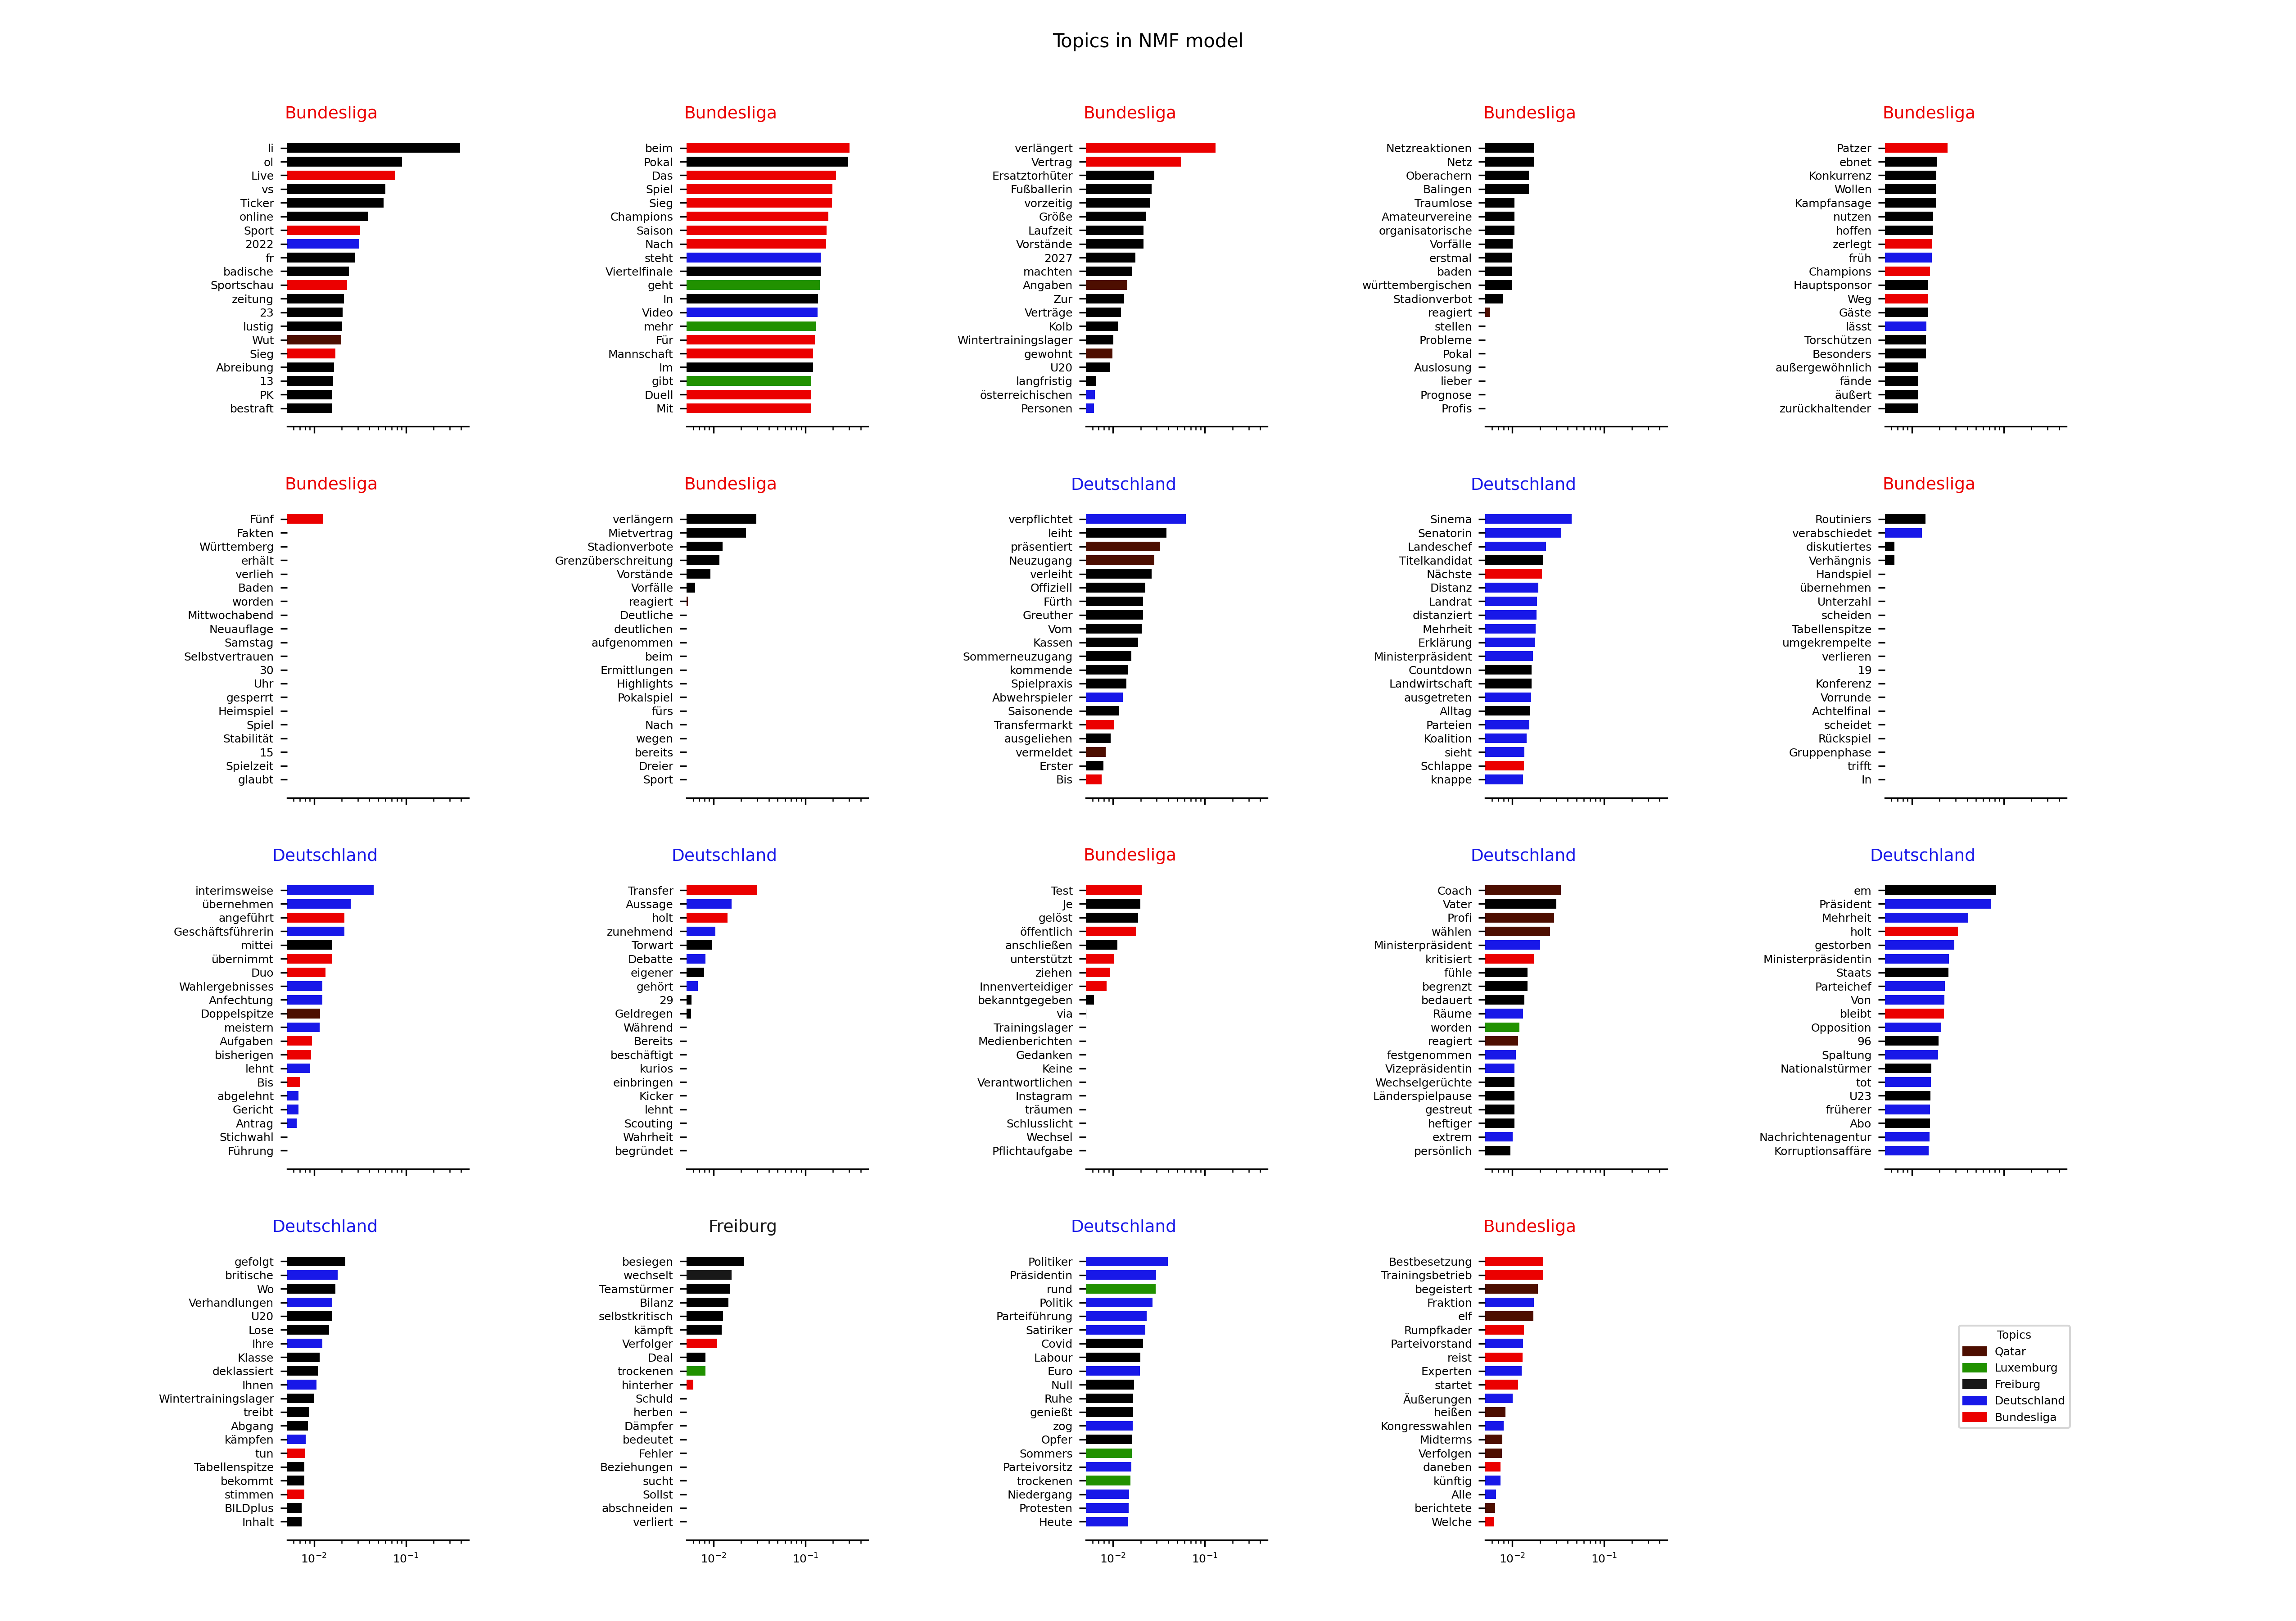 Topics in NMF model
Bundesliga
li
ol
Live
vs
Ticker
online
Sport
2022
fr
badische
Sportschau
zeitung
23
lustig
Wut
Sieg
Abreibung
13
PK
bestraft
Bundesliga
beim
Pokal
Das
Spiel
Sieg
Champions
Saison
Nach
steht
Viertelfinale
geht
In
Video
mehr
Für
Mannschaft
Im
gibt
Duell
Mit
Bundesliga
verlängert
Vertrag
Ersatztorhüter
Fußballerin
vorzeitig
Größe
Laufzeit
Vorstände
2027
machten
Angaben
Zur
Verträge
Kolb
Wintertrainingslager
gewohnt
U20
langfristig
österreichischen
Personen
Bundesliga
Netzreaktionen
Netz
Oberachern
Balingen
Traumlose
Amateurvereine
organisatorische
Vorfälle
erstmal
baden
württembergischen
Stadionverbot
reagiert
stellen
Probleme
Pokal
Auslosung
lieber
Prognose
Profis
Bundesliga
Patzer
ebnet
Konkurrenz
Wollen
Kampfansage
nutzen
hoffen
zerlegt
früh
Champions
Hauptsponsor
Weg
Gäste
lässt
Torschützen
Besonders
außergewöhnlich
fände
äußert
zurückhaltender
Bundesliga
Fünf
Fakten
Württemberg
erhält
verlieh
Baden
worden
Mittwochabend
Neuauflage
Samstag
Selbstvertrauen
30
Uhr
gesperrt
Heimspiel
Spiel
Stabilität
15
Spielzeit
glaubt
Bundesliga
verlängern
Mietvertrag
Stadionverbote
Grenzüberschreitung
Vorstände
Vorfälle
reagiert
Deutliche
deutlichen
aufgenommen
beim
Ermittlungen
Highlights
Pokalspiel
fürs
Nach
wegen
bereits
Dreier
Sport
Deutschland
verpflichtet
leiht
präsentiert
Neuzugang
verleiht
Offiziell
Fürth
Greuther
Vom
Kassen
Sommerneuzugang
kommende
Spielpraxis
Abwehrspieler
Saisonende
Transfermarkt
ausgeliehen
vermeldet
Erster
Bis
Deutschland
Sinema
Senatorin
Landeschef
Titelkandidat
Nächste
Distanz
Landrat
distanziert
Mehrheit
Erklärung
Ministerpräsident
Countdown
Landwirtschaft
ausgetreten
Alltag
Parteien
Koalition
sieht
Schlappe
knappe
Bundesliga
Routiniers
verabschiedet
diskutiertes
Verhängnis
Handspiel
übernehmen
Unterzahl
scheiden
Tabellenspitze
umgekrempelte
verlieren
19
Konferenz
Vorrunde
Achtelfinal
scheidet
Rückspiel
Gruppenphase
trifft
In
Deutschland
interimsweise
übernehmen
angeführt
Geschäftsführerin
mittei
übernimmt
Duo
Wahlergebnisses
Anfechtung
Doppelspitze
meistern
Aufgaben
bisherigen
lehnt
Bis
abgelehnt
Gericht
Antrag
Stichwahl
Führung
Deutschland
Transfer
Aussage
holt
zunehmend
Torwart
Debatte
eigener
gehört
29
Geldregen
Während
Bereits
beschäftigt
kurios
einbringen
Kicker
lehnt
Scouting
Wahrheit
begründet
Bundesliga
Test
Je
gelöst
öffentlich
anschließen
unterstützt
ziehen
Innenverteidiger
bekanntgegeben
via
Trainingslager
Medienberichten
Gedanken
Keine
Verantwortlichen
Instagram
träumen
Schlusslicht
Wechsel
Pflichtaufgabe
Deutschland
Coach
Vater
Profi
wählen
Ministerpräsident
kritisiert
fühle
begrenzt
bedauert
Räume
worden
reagiert
festgenommen
Vizepräsidentin
Wechselgerüchte
Länderspielpause
gestreut
heftiger
extrem
persönlich
Deutschland
em
Präsident
Mehrheit
holt
gestorben
Ministerpräsidentin
Staats
Parteichef
Von
bleibt
Opposition
96
Spaltung
Nationalstürmer
tot
U23
früherer
Abo
Nachrichtenagentur
Korruptionsaffäre
Deutschland
gefolgt
britische
Wo
Verhandlungen
U20
Lose
Ihre
Klasse
deklassiert
Ihnen
Wintertrainingslager
treibt
Abgang
kämpfen
tun
Tabellenspitze
bekommt
stimmen
BILDplus
Inhalt
10⁻² 10⁻¹
Freiburg
besiegen
wechselt
Teamstürmer
Bilanz
selbstkritisch
kämpft
Verfolger
Deal
trockenen
hinterher
Schuld
herben
Dämpfer
bedeutet
Fehler
Beziehungen
sucht
Sollst
abschneiden
verliert
10⁻² 10⁻¹
Deutschland
Politiker
Präsidentin
rund
Politik
Parteiführung
Satiriker
Covid
Labour
Euro
Null
Ruhe
genießt
zog
Opfer
Sommers
Parteivorsitz
trockenen
Niedergang
Protesten
Heute
10⁻² 10⁻¹
Bundesliga
Bestbesetzung
Trainingsbetrieb
begeistert
Fraktion
elf
Rumpfkader
Parteivorstand
reist
Experten
startet
Äußerungen
heißen
Kongresswahlen
Midterms
Verfolgen
daneben
künftig
Alle
berichtete
Welche
10⁻² 10⁻¹
Topics
Qatar
Luxemburg
Freiburg
Deutschland
Bundesliga